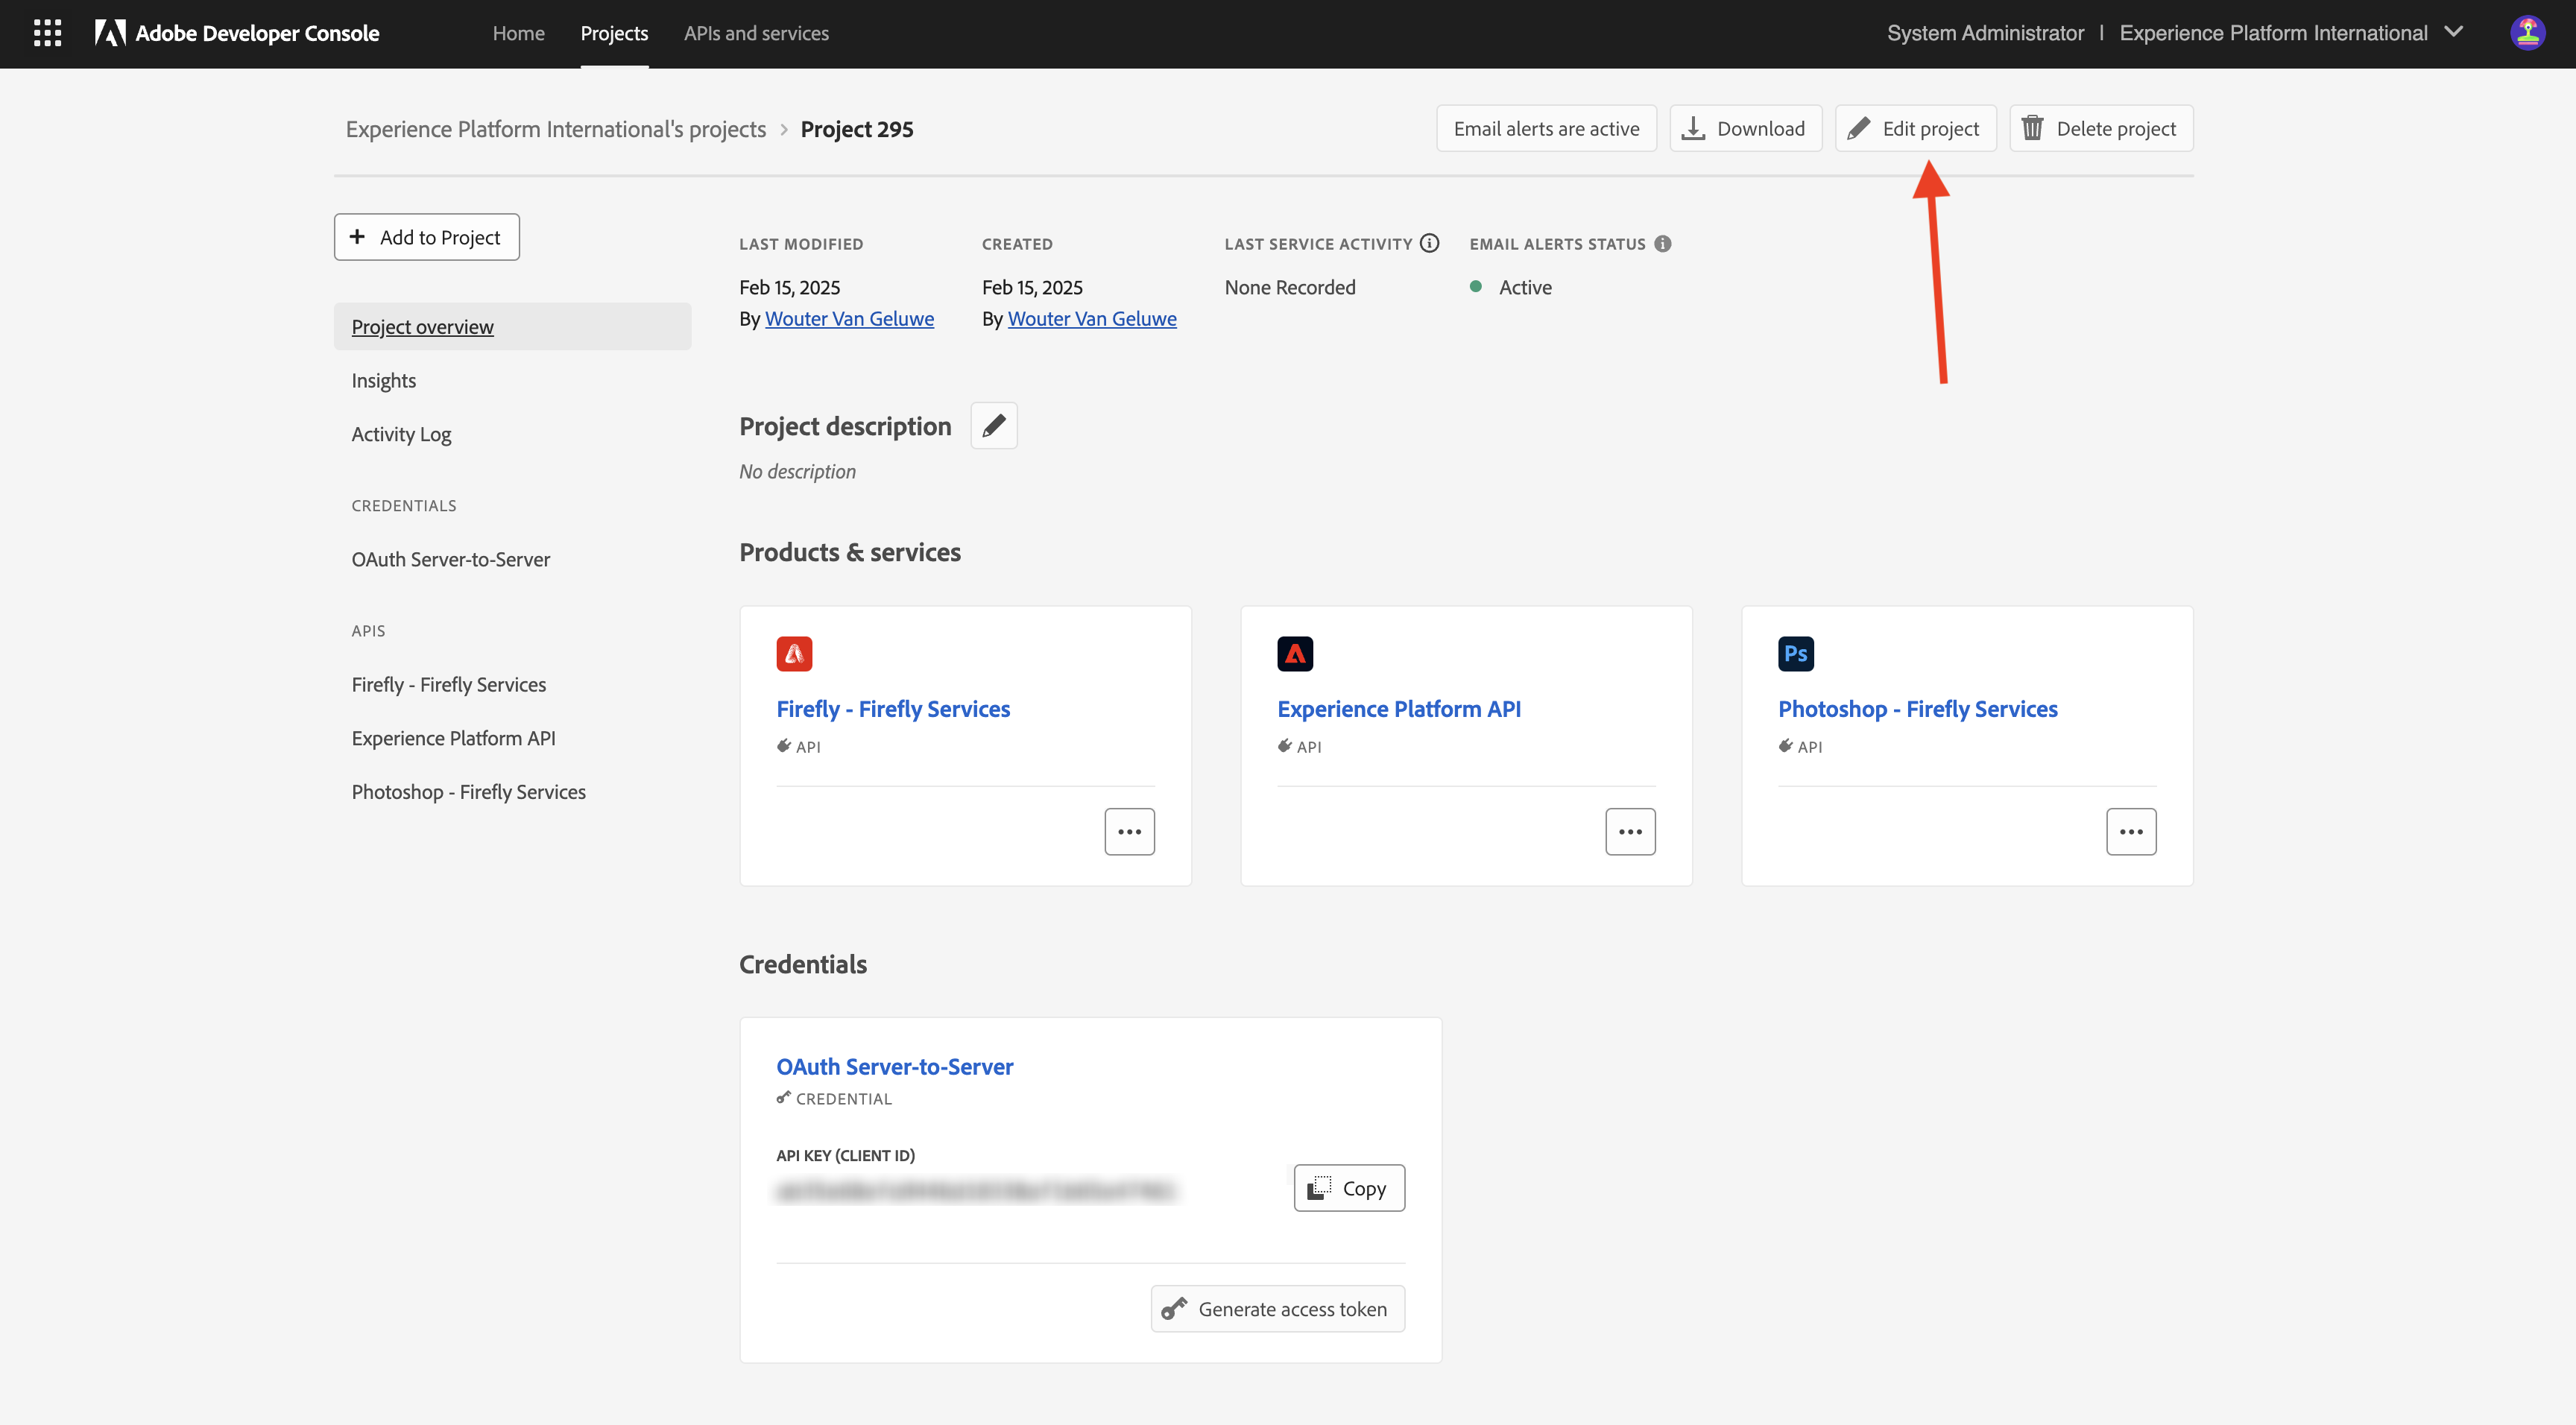 Adobe Developer Console Home Projects APIs and services System Administrator | Experience Platform International
Experience Platform International's projects > Project 295 Email alerts are active Download Edit project Delete project
+ Add to Project
Project overview
Insights
Activity Log
CREDENTIALS
OAuth Server-to-Server
APIS
Firefly - Firefly Services
Experience Platform API
Photoshop - Firefly Services
LAST MODIFIED
Feb 15, 2025
By Wouter Van Geluwe
CREATED
Feb 15, 2025
By Wouter Van Geluwe
LAST SERVICE ACTIVITY
None Recorded
EMAIL ALERTS STATUS
Active
Project description
No description
Products & services
Firefly - Firefly Services
API
Experience Platform API
API
Ps
Photoshop - Firefly Services
API
Credentials
OAuth Server-to-Server
CREDENTIAL
API KEY (CLIENT ID)
Copy
Generate access token